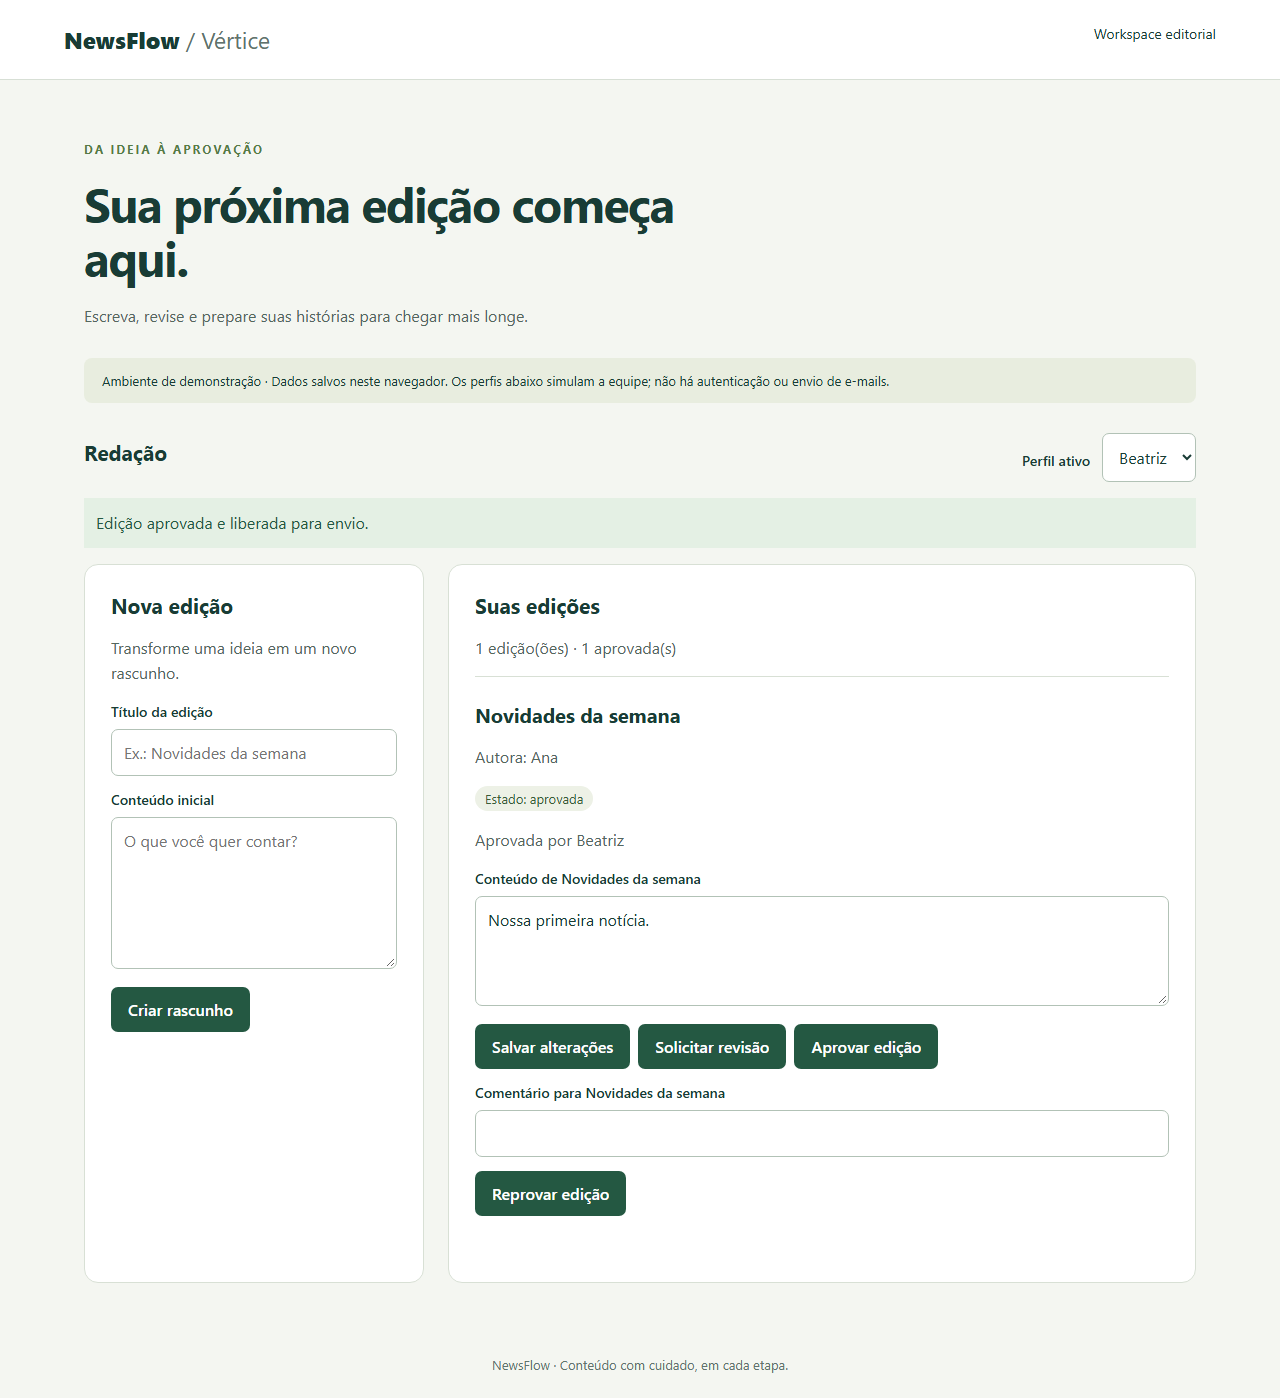 NewsFlow / Vértice
Workspace editorial
DA IDEIA À APROVAÇÃO
Sua próxima edição começa
aqui.
Escreva, revise e prepare suas histórias para chegar mais longe.
Ambiente de demonstração · Dados salvos neste navegador. Os perfis abaixo simulam a equipe; não há autenticação ou envio de e-mails.
Redação
Perfil ativo
Beatriz
Edição aprovada e liberada para envio.
Nova edição
Transforme uma ideia em um novo
rascunho.
Título da edição
Ex.: Novidades da semana
Conteúdo inicial
O que você quer contar?
Criar rascunho
Suas edições
1 edição(ões) · 1 aprovada(s)
Novidades da semana
Autora: Ana
Estado: aprovada
Aprovada por Beatriz
Conteúdo de Novidades da semana
Nossa primeira notícia.
Salvar alterações
Solicitar revisão
Aprovar edição
Comentário para Novidades da semana
Reprovar edição
NewsFlow · Conteúdo com cuidado, em cada etapa.